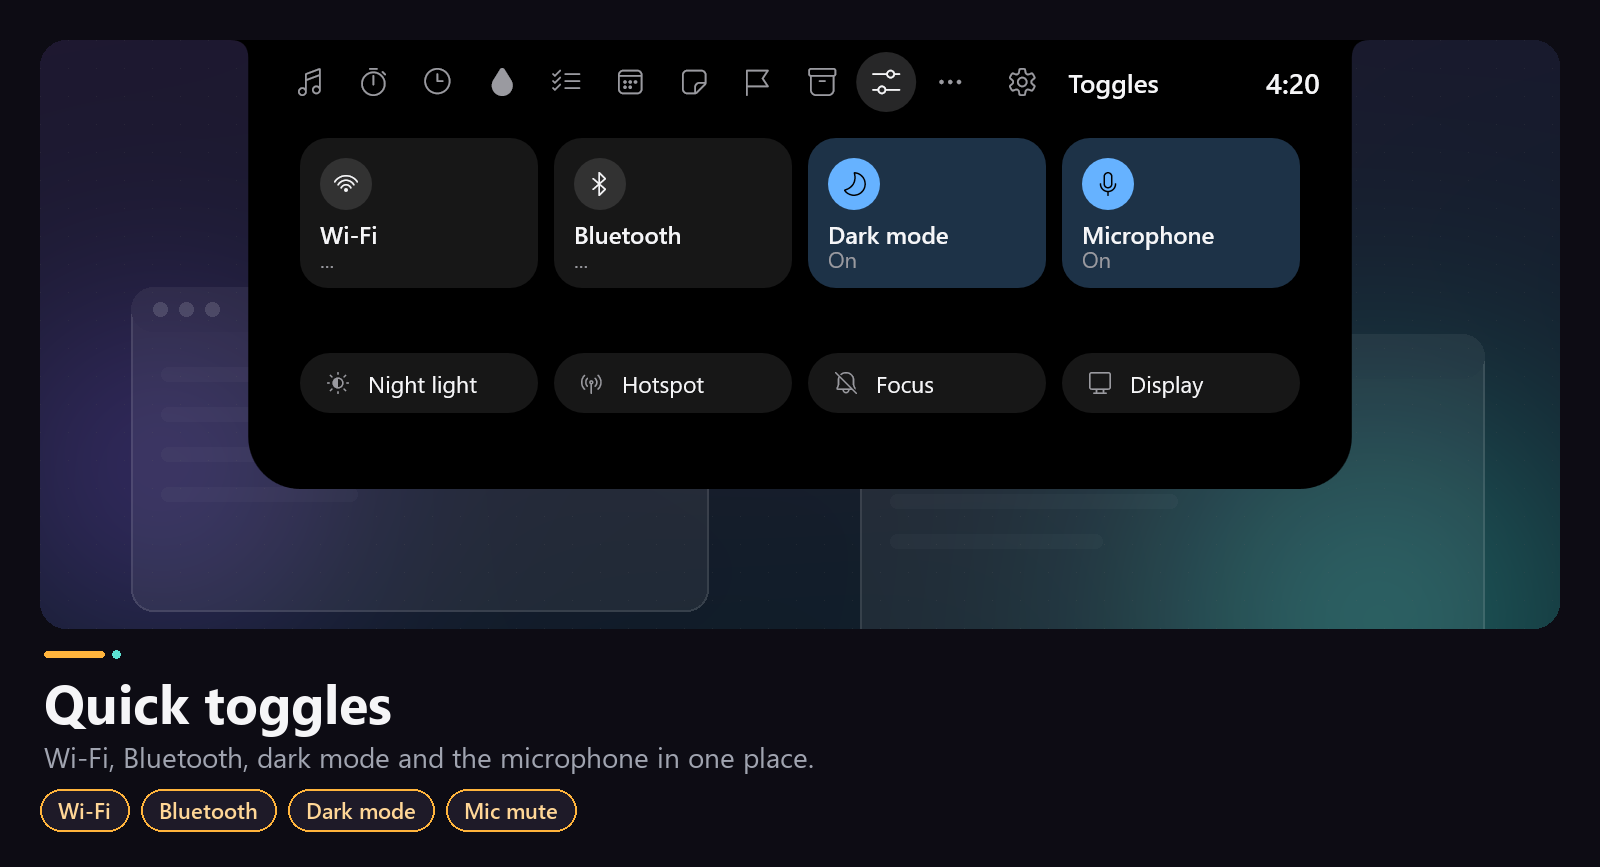 Toggles 4:20
Wi-Fi
...
Bluetooth
...
Dark mode
On
Microphone
On
Night light
Hotspot
Focus
Display
Quick toggles
Wi-Fi, Bluetooth, dark mode and the microphone in one place.
Wi-Fi Bluetooth Dark mode Mic mute